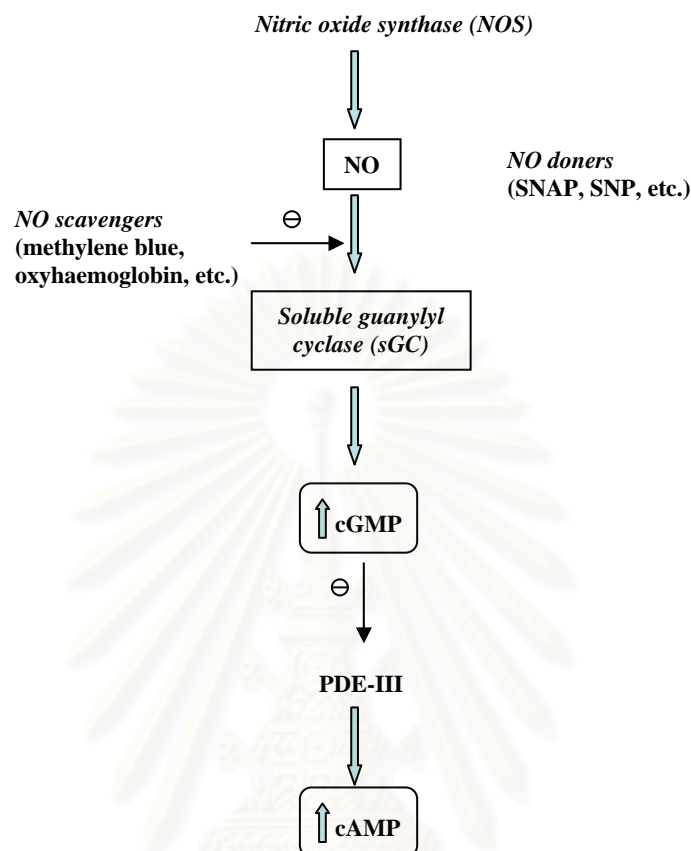 Nitric oxide synthase (NOS)
NO
NO doners
(SNAP, SNP, etc.)
NO scavengers
(methylene blue,
oxyhaemoglobin, etc.)
⊖
Soluble guanylyl
cyclase (sGC)
cGMP
⊖
PDE-III
cAMP